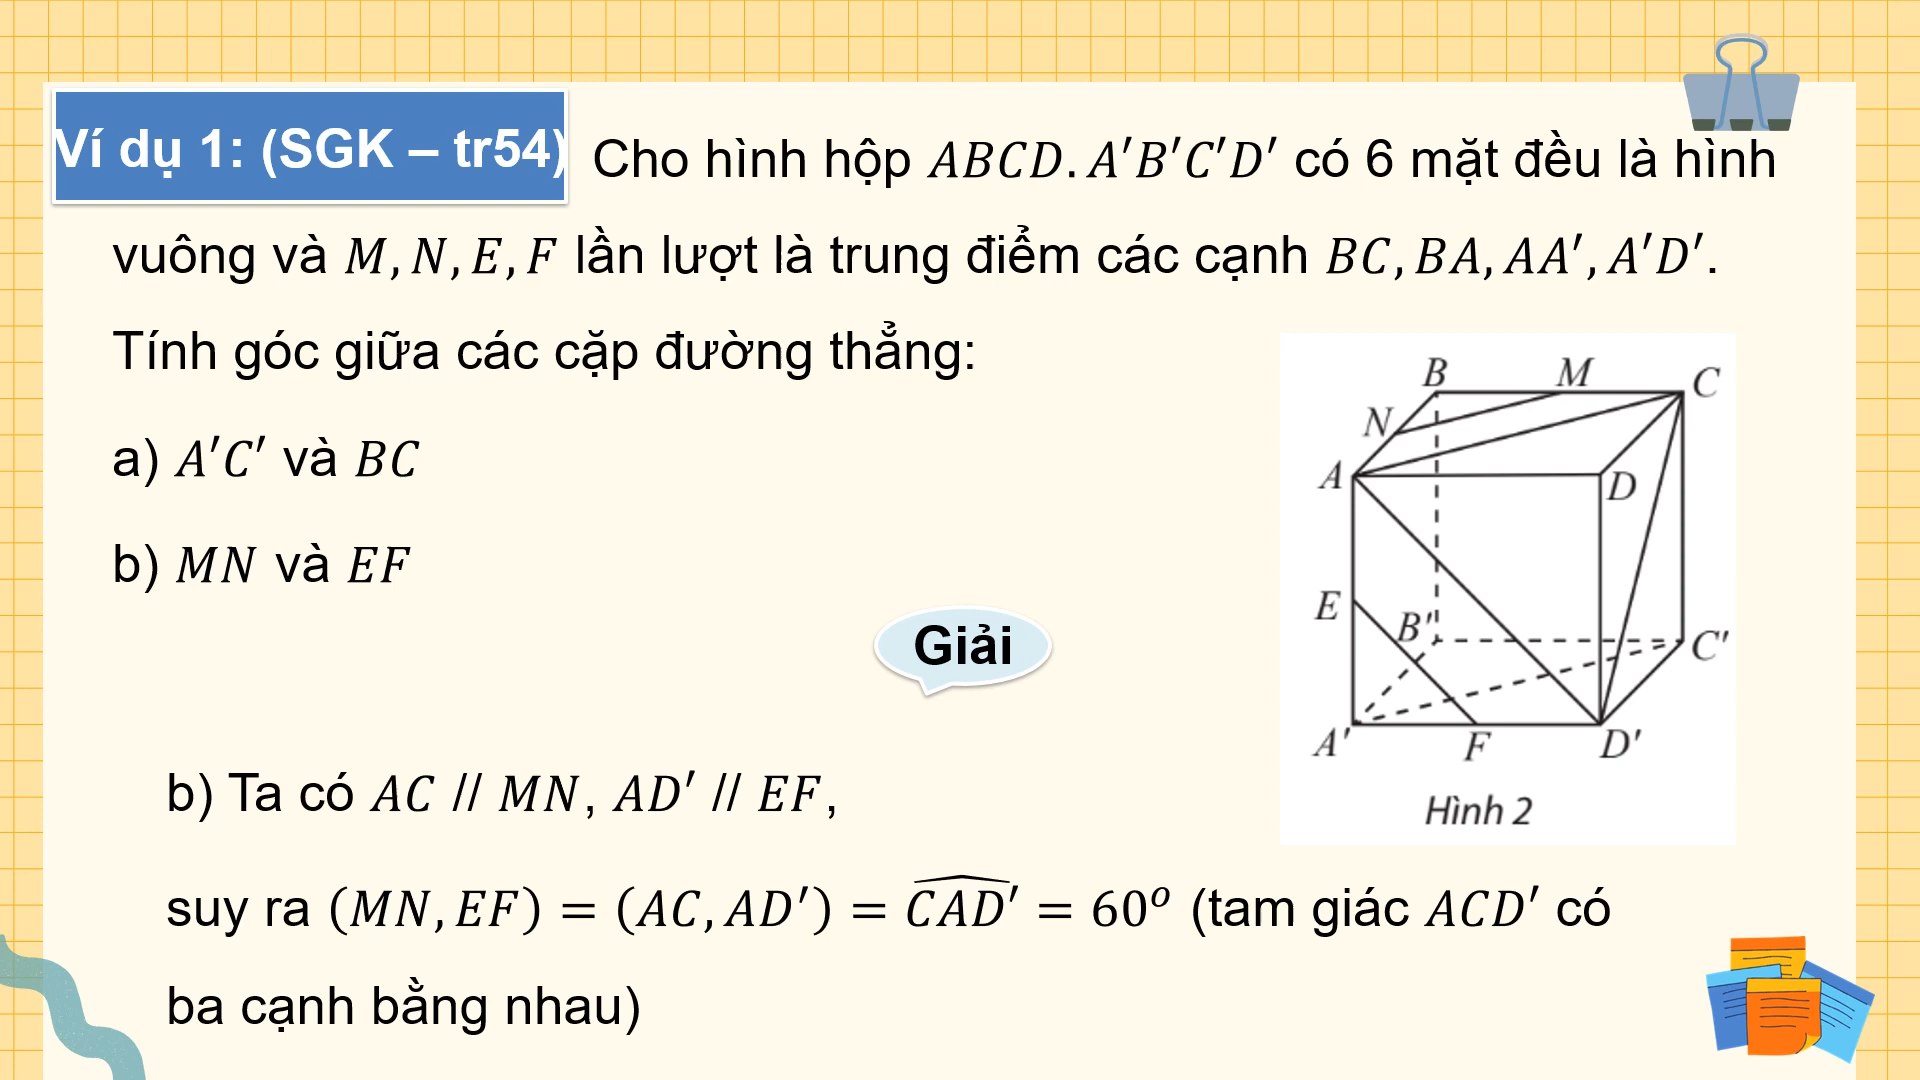 Ví dụ 1: (SGK – tr54) Cho hình hộp ABCD.A′B′C′D′ có 6 mặt đều là hình
vuông và M, N, E, F lần lượt là trung điểm các cạnh BC, BA, AA′, A′D′.
Tính góc giữa các cặp đường thẳng:
a) A′C′ và BC
b) MN và EF
B M C
N
A D
E B' C'
A' F D'
Hình 2
Giải
b) Ta có AC // MN, AD′ // EF,
suy ra (MN, EF) = (AC, AD′) = \widehat{CAD′} = 60^o (tam giác ACD′ có
ba cạnh bằng nhau)